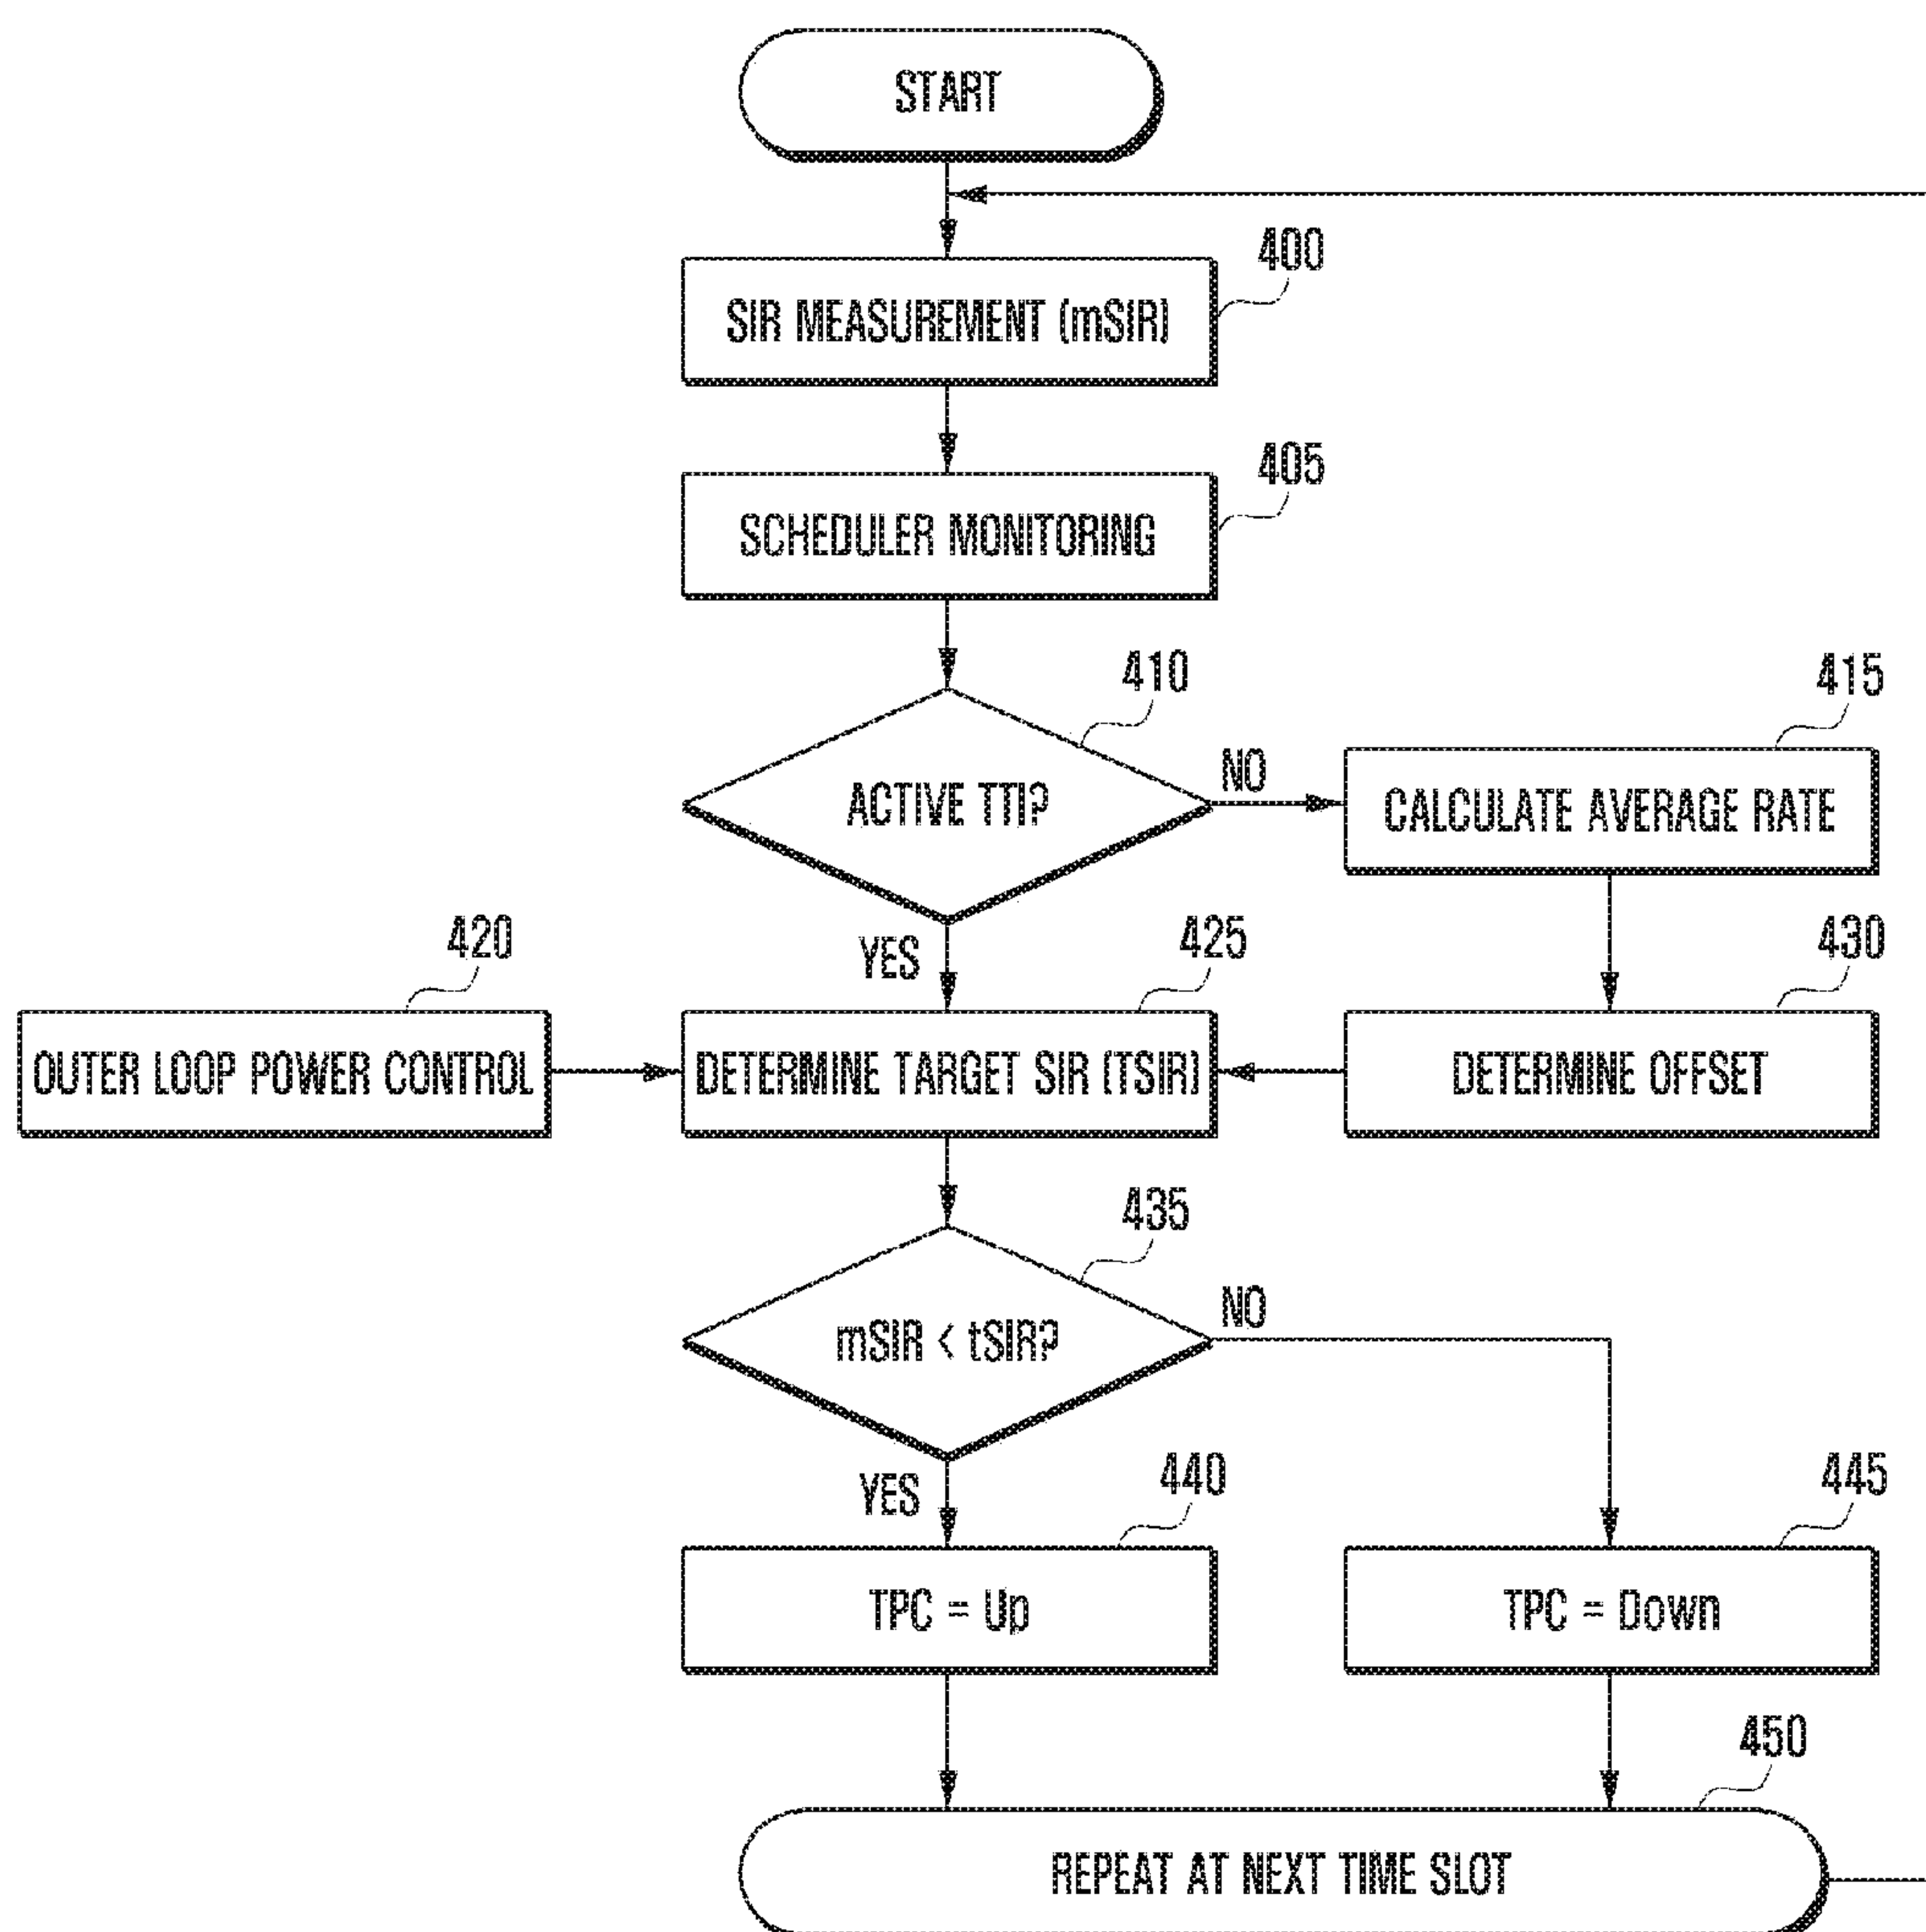 START
400
SIR MEASUREMENT (mSIR)
405
SCHEDULER MONITORING
410
415
ACTIVE TTI?
NO
CALCULATE AVERAGE RATE
YES
420
425
430
OUTER LOOP POWER CONTROL
DETERMINE TARGET SIR (TSIR)
DETERMINE OFFSET
435
mSIR < tSIR?
NO
YES
440
445
TPC = Up
TPC = Down
450
REPEAT AT NEXT TIME SLOT